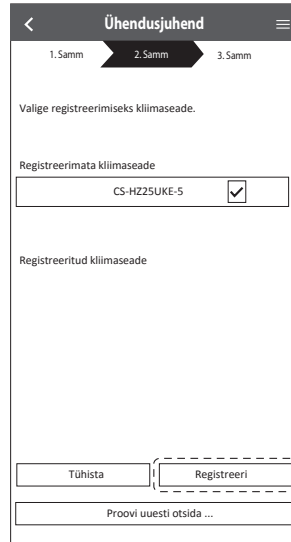 Ühendusjuhend
1. Samm
2. Samm
3. Samm
Valige registreerimiseks kliimaseade.
Registreerimata kliimaseade
CS-HZ25UKE-5
Registreeritud kliimaseade
Tühista
Registreeri
Proovi uuesti otsida ...